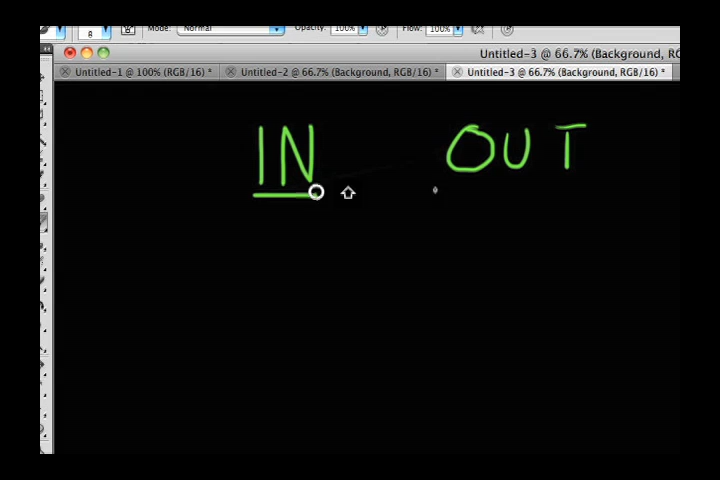 Mode: Normal Opacity: 100% Flow: 100%
8
Untitled-3 @ 66.7% (Background, RG
Untitled-1 @ 100% (RGB/16) * Untitled-2 @ 66.7% (Background, RGB/16) * Untitled-3 @ 66.7% (Background, RGB/16) *
IN OUT